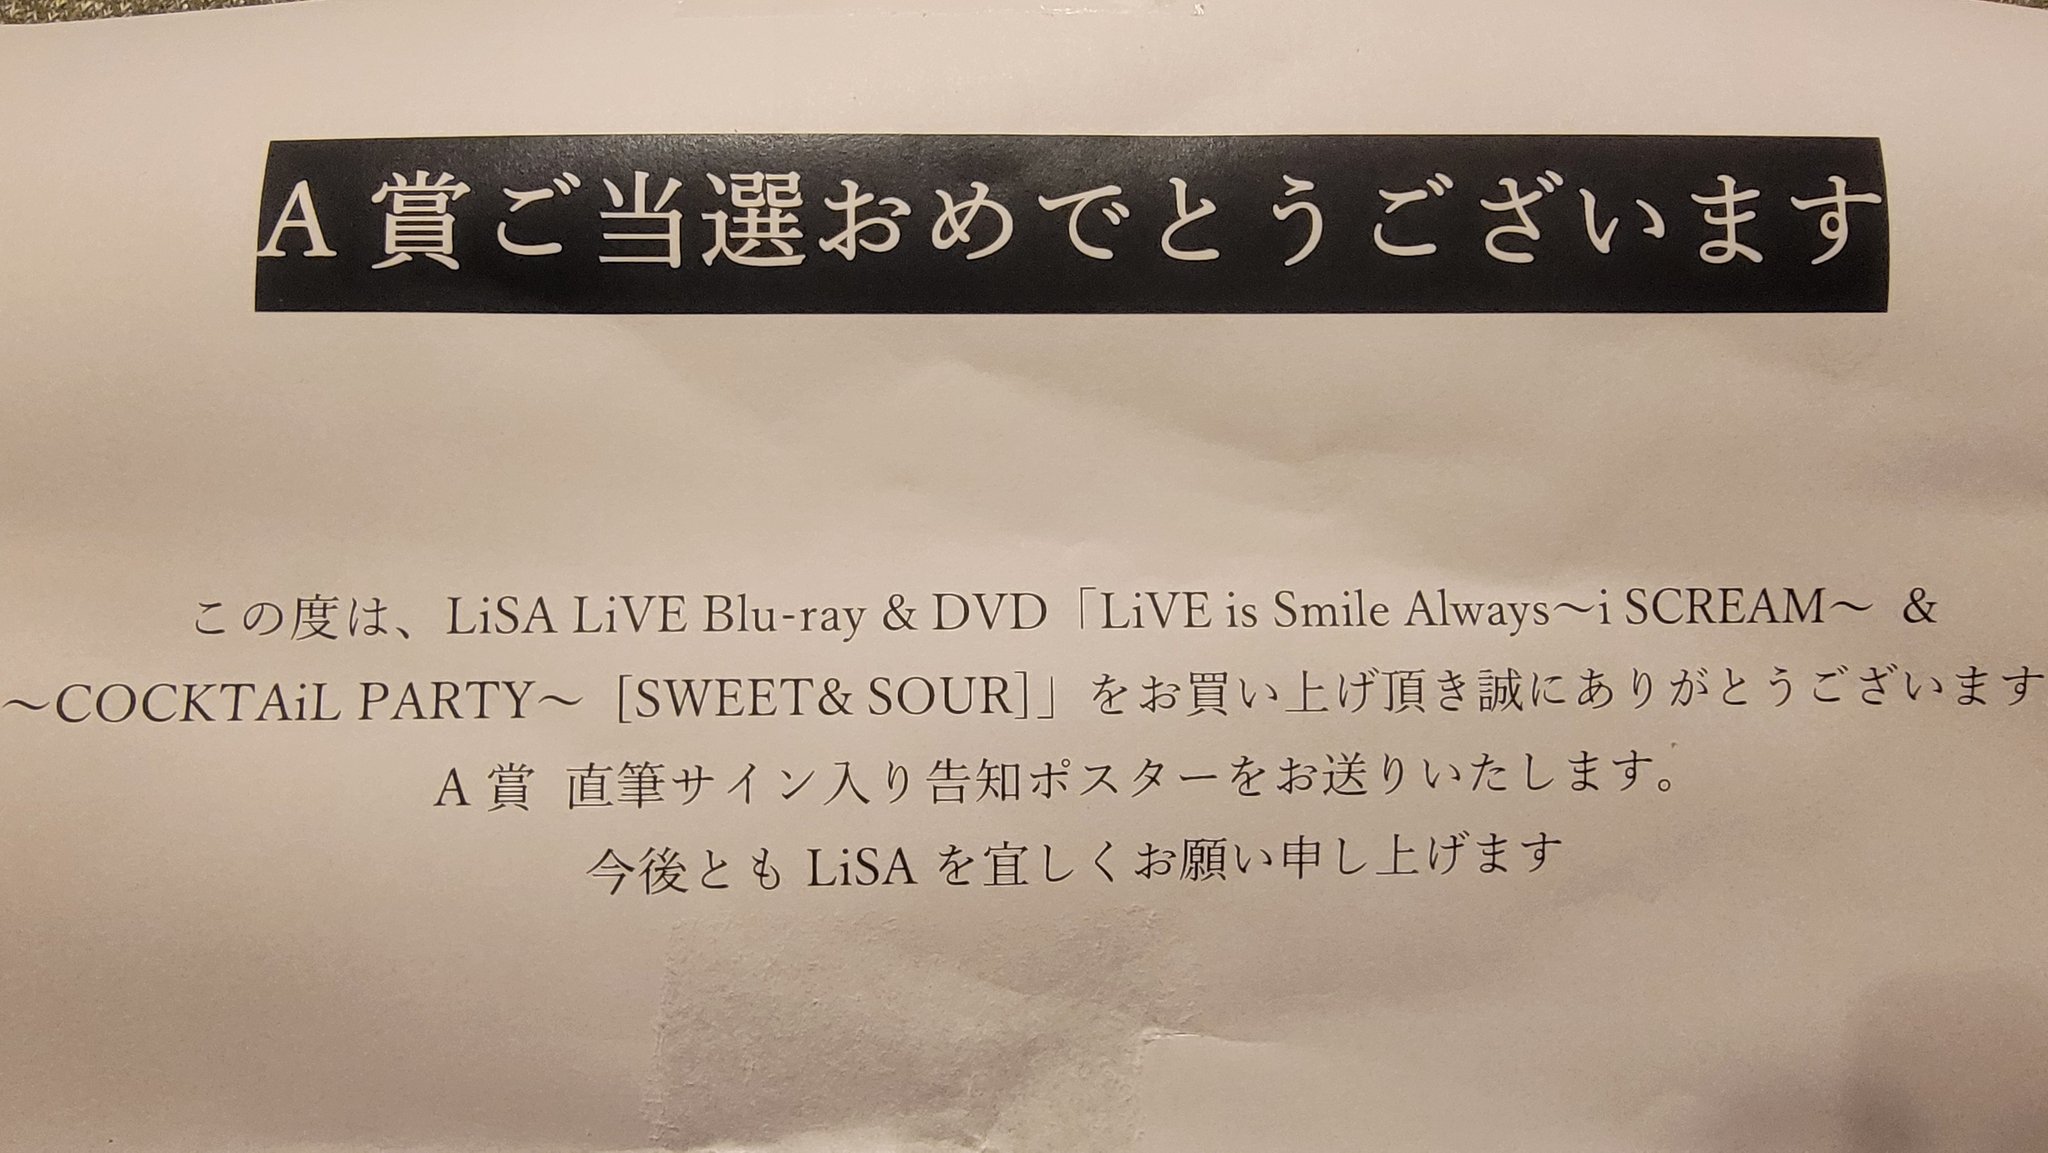 A 賞ご当選おめでとうございます
この度は、LiSA LiVE Blu-ray & DVD「LiVE is Smile Always～i SCREAM～ &
～COCKTAiL PARTY～ [SWEET& SOUR]」をお買い上げ頂き誠にありがとうございます
A 賞 直筆サイン入り告知ポスターをお送りいたします。
今後とも LiSA を宜しくお願い申し上げます